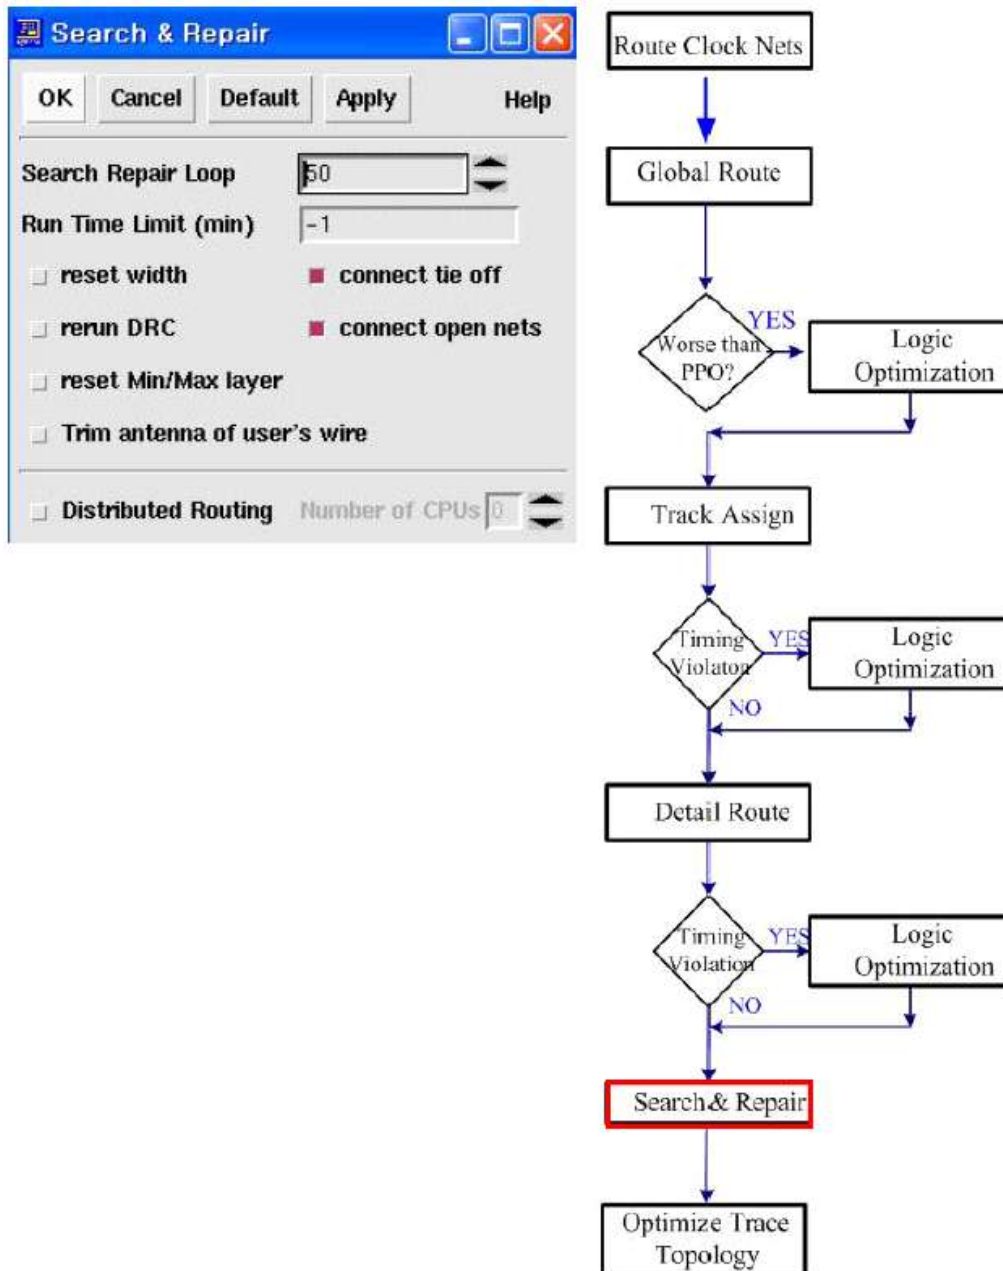 Search & Repair
OK Cancel Default Apply Help
Search Repair Loop 50
Run Time Limit (min) -1
reset width connect tie off
rerun DRC connect open nets
reset Min/Max layer
Trim antenna of user's wire
Distributed Routing Number of CPUs 0
Route Clock Nets
Global Route
Worse than
PPO?
YES
Logic
Optimization
Track Assign
Timing
Violaton
YES
Logic
Optimization
NO
Detail Route
Timing
Violation
YES
Logic
Optimization
NO
Search & Repair
Optimize Trace
Topology